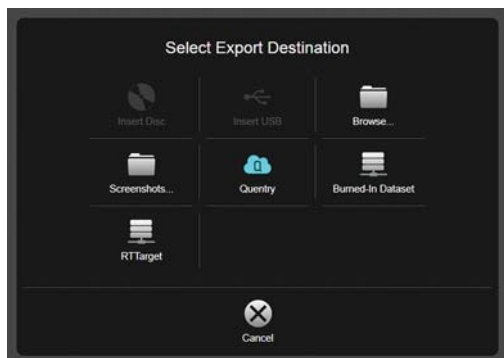 Select Export Destination
Insert Disc
Insert USB
Browse...
Screenshots...
Quentry
Burned-In Dataset
RTTarget
Cancel